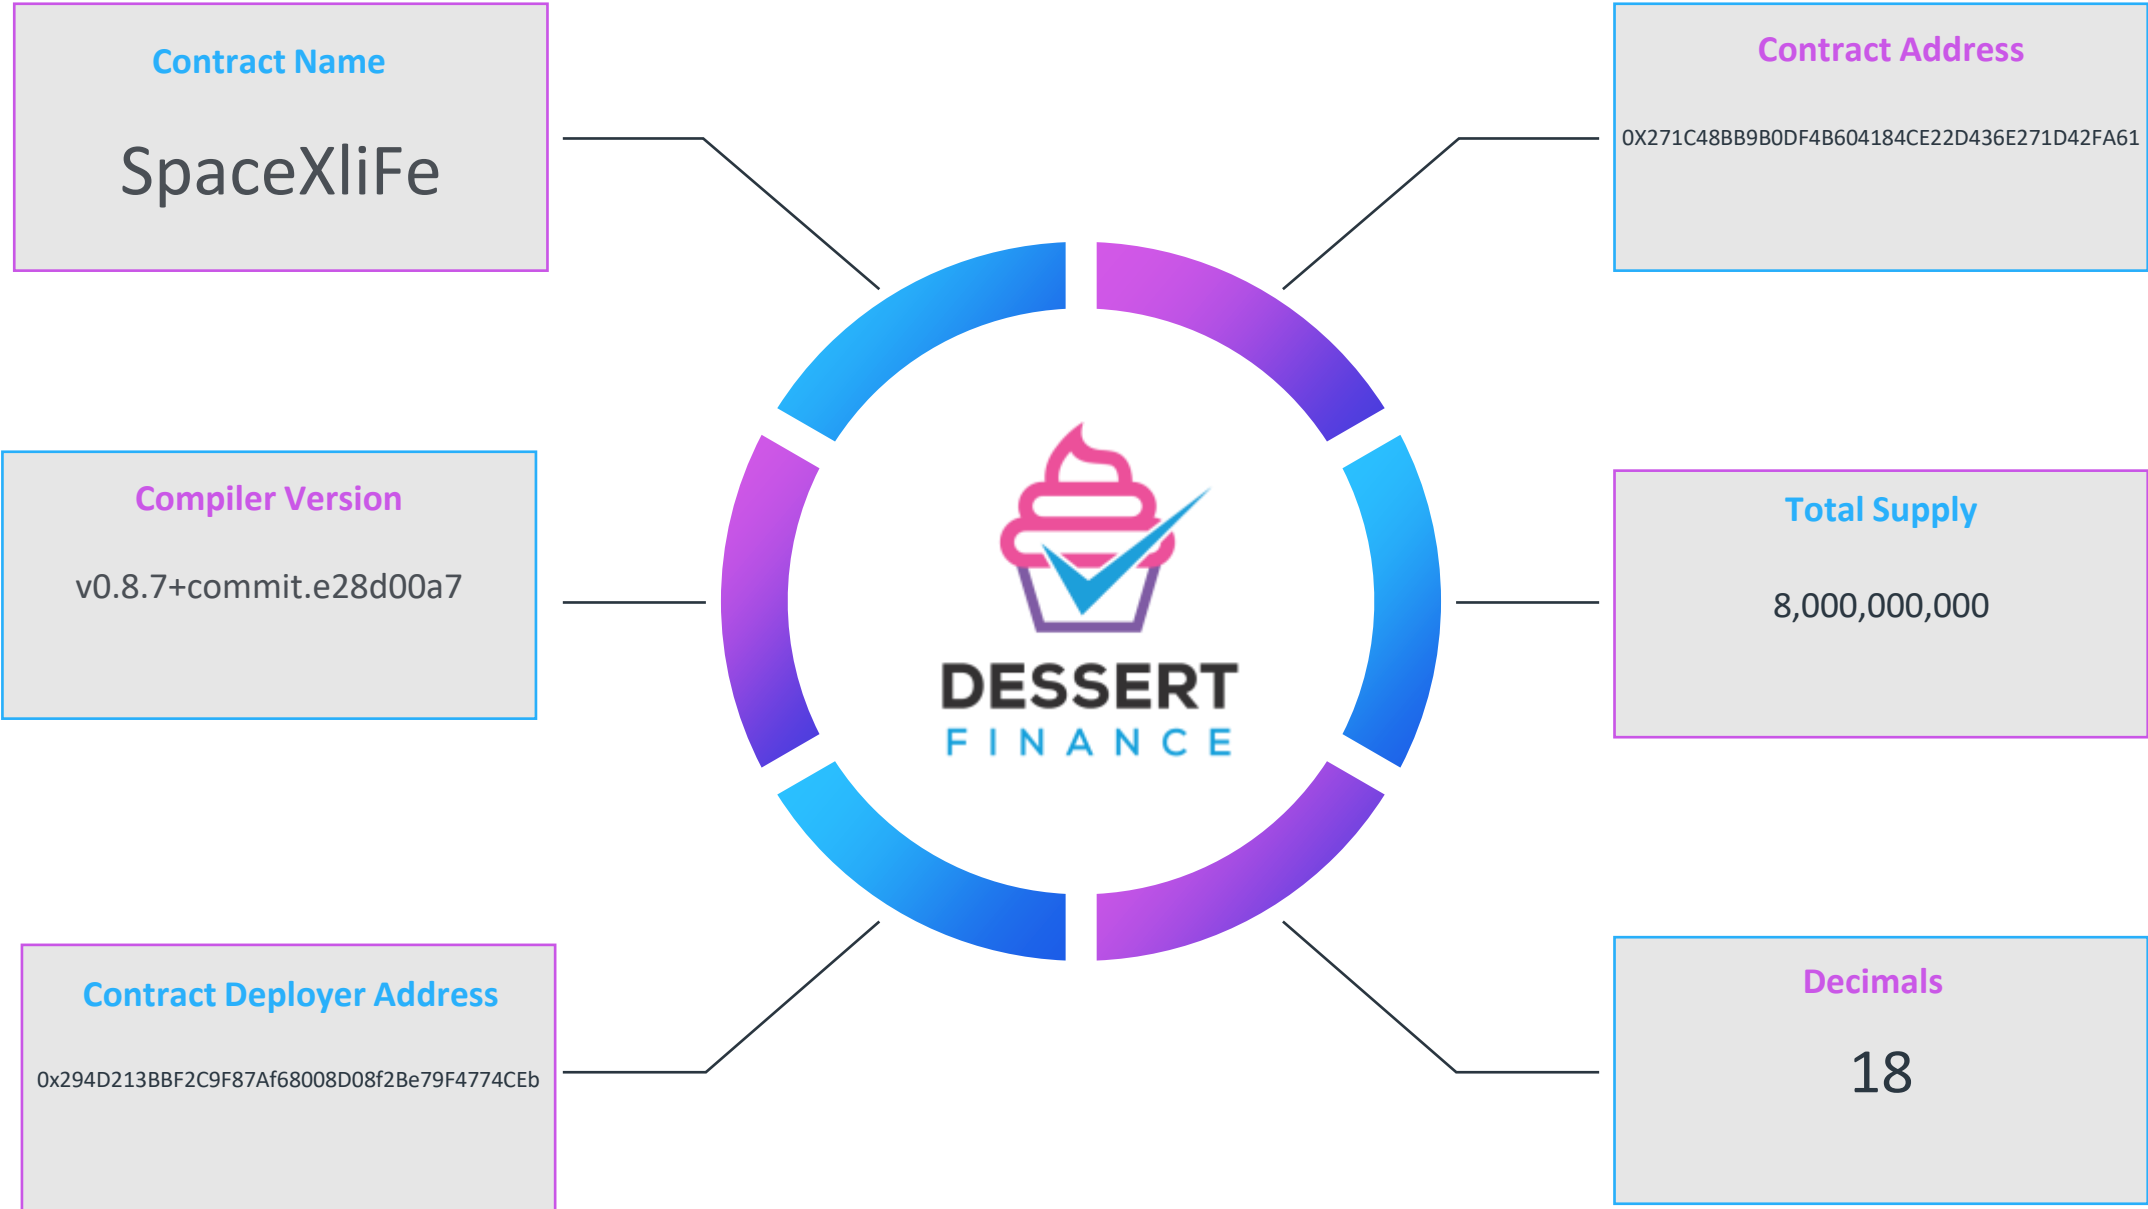 Contract Name
SpaceXliFe
Contract Address
0X271C48BB9B0DF4B604184CE22D436E271D42FA61
Compiler Version
v0.8.7+commit.e28d00a7
Total Supply
8,000,000,000
DESSERT
FINANCE
Contract Deployer Address
0x294D213BBF2C9F87Af68008D08f2Be79F4774CEb
Decimals
18